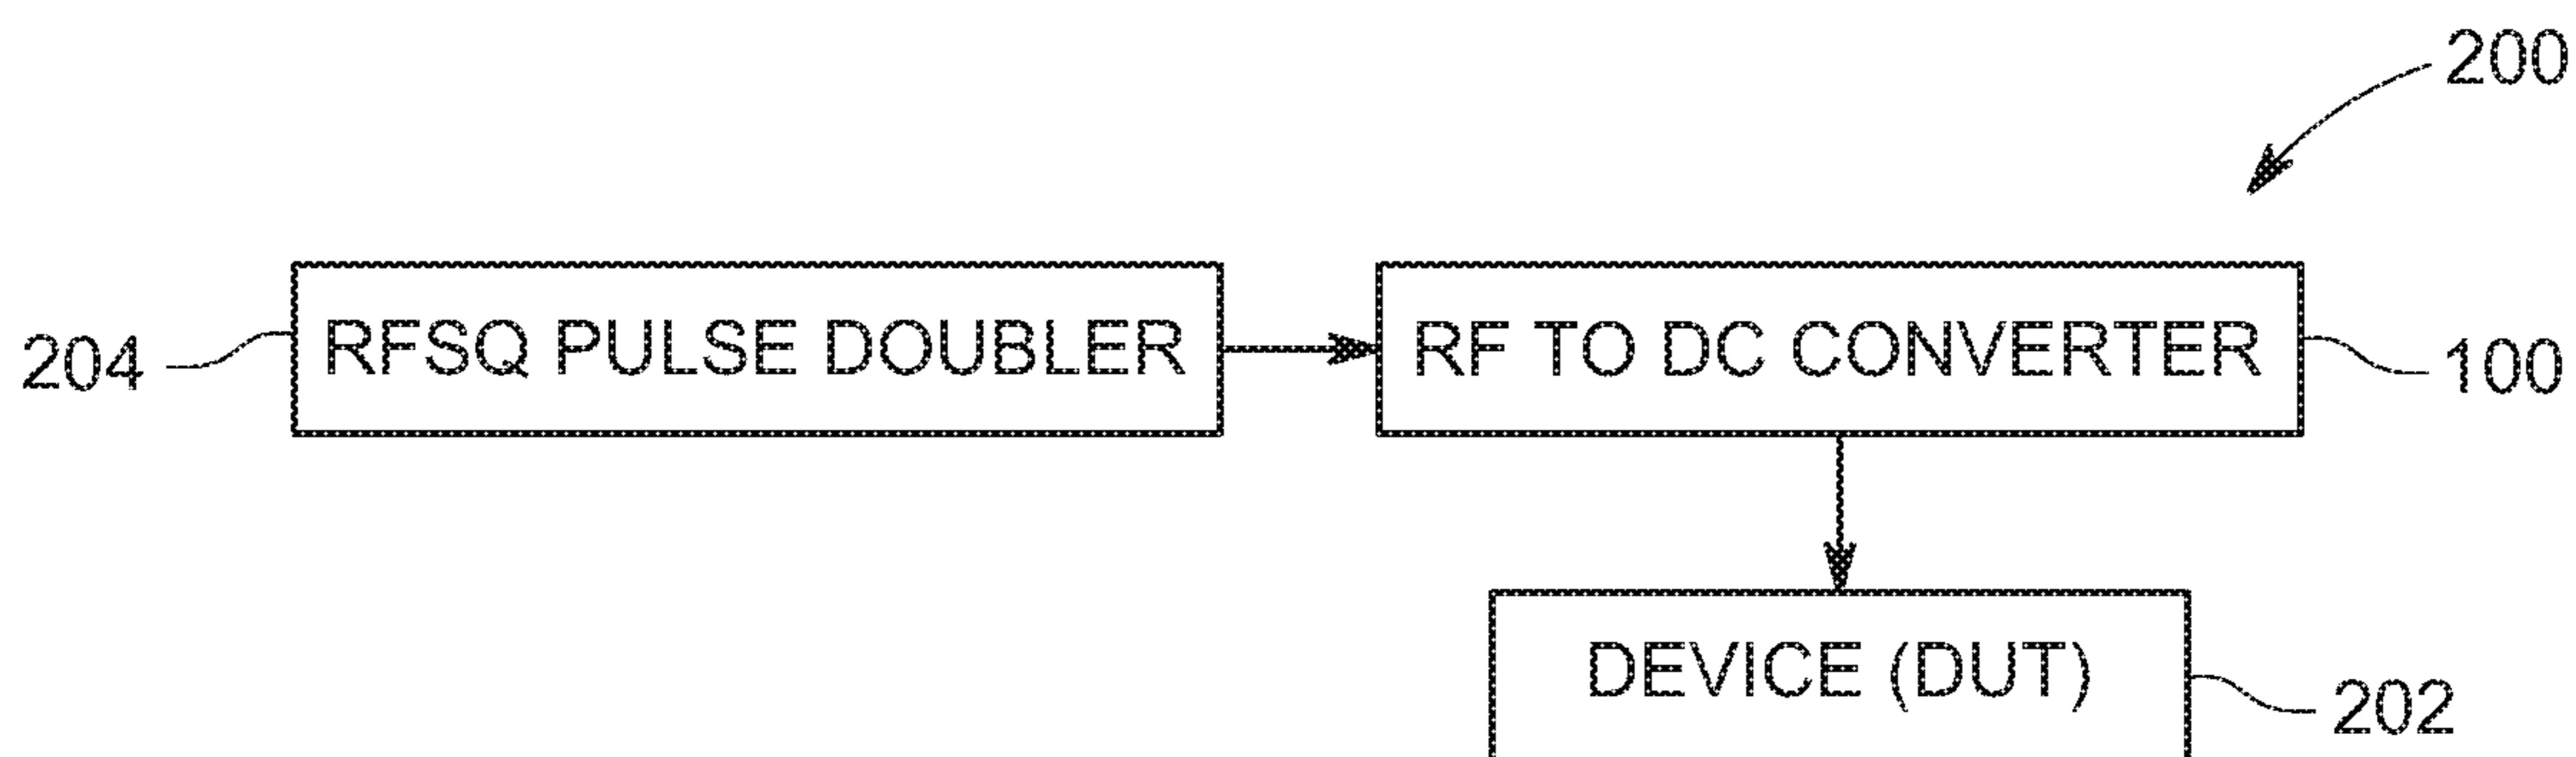 200
204
RFSQ PULSE DOUBLER
RF TO DC CONVERTER
100
DEVICE (DUT)
202